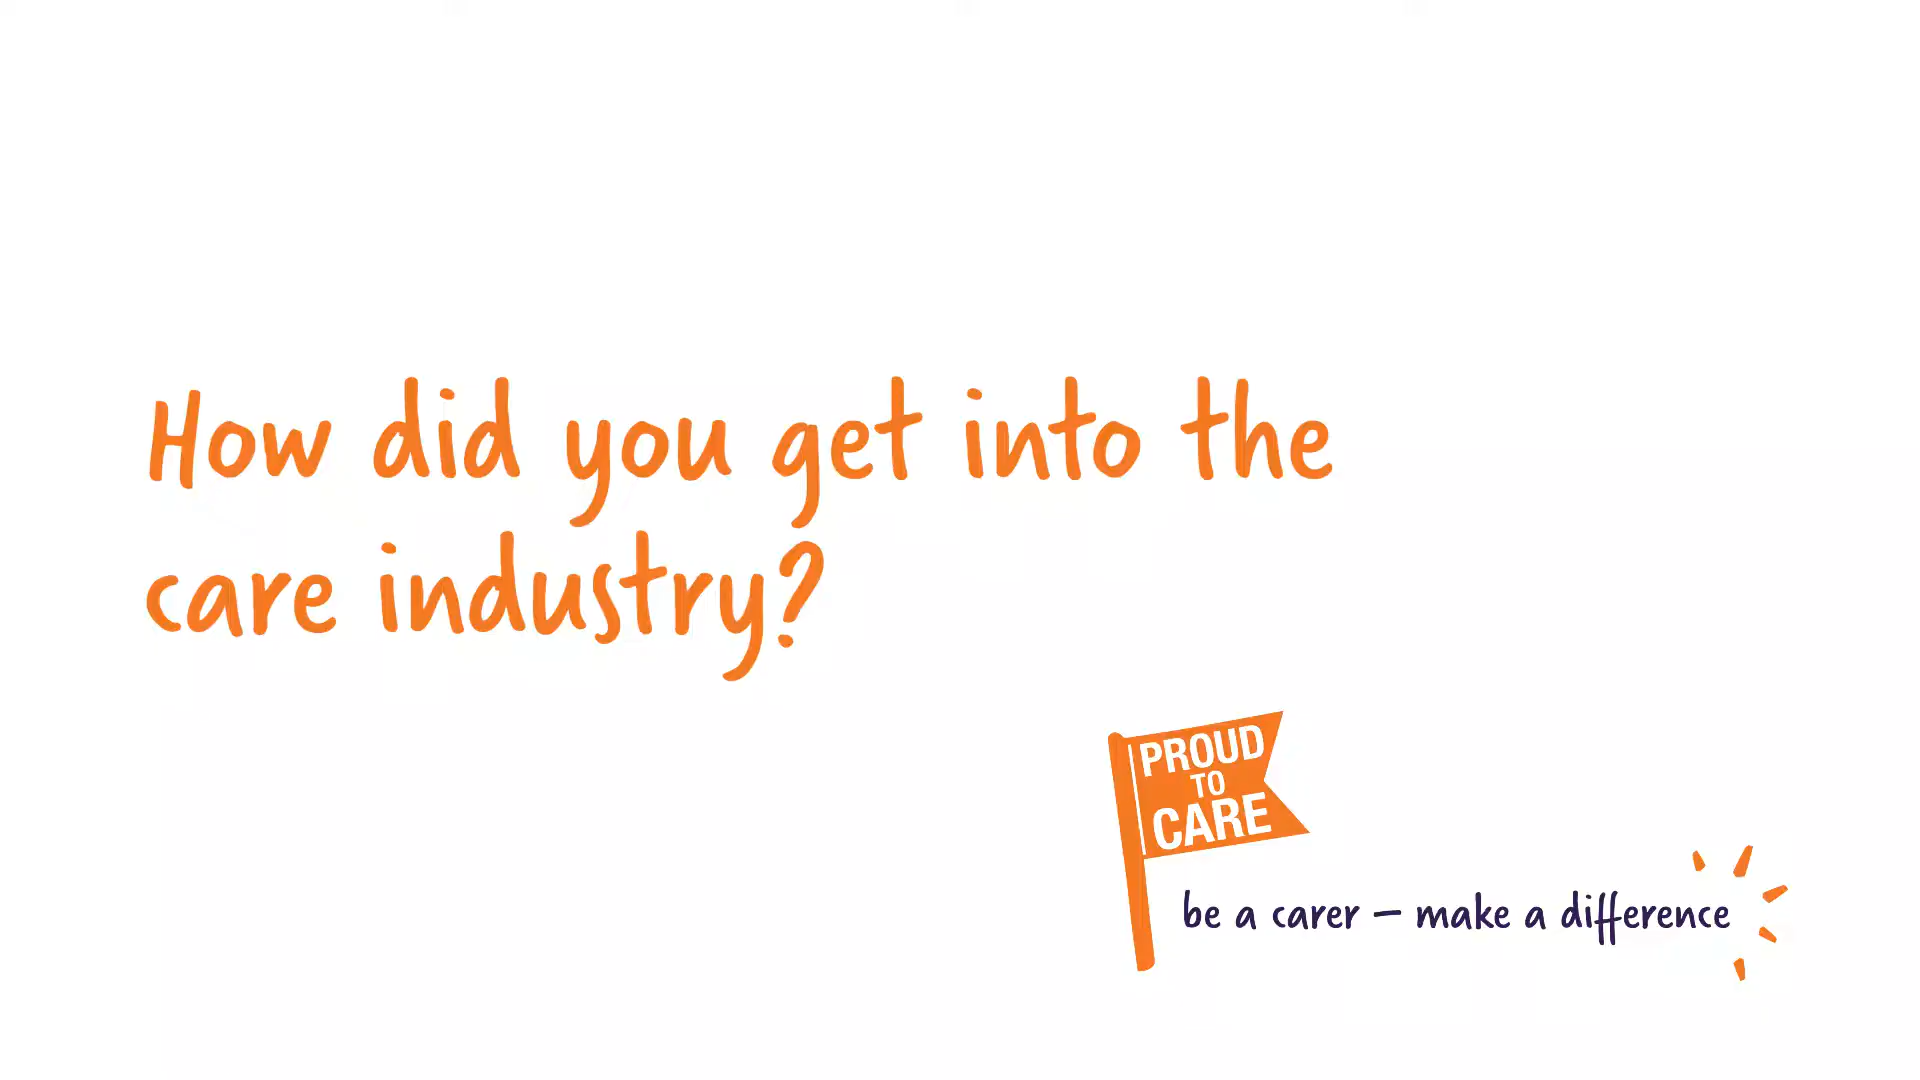 How did you get into the
care industry?
PROUD
TO
CARE
be a carer – make a difference